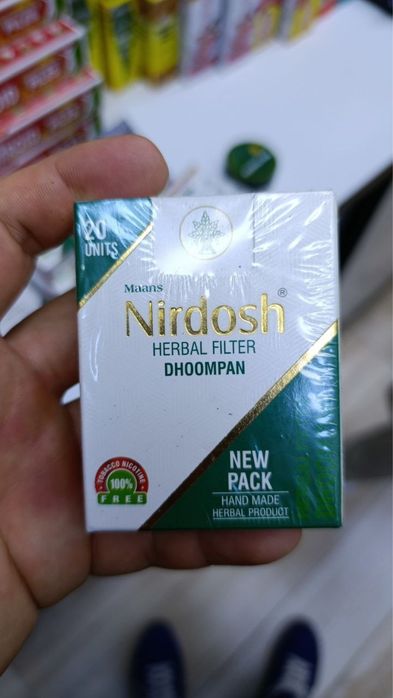 20
UNITS
Maans
Nirdosh®
HERBAL FILTER
DHOOMPAN
TOBACCO NICOTINE
100%
FREE
NEW
PACK
HAND MADE
HERBAL PRODUCT